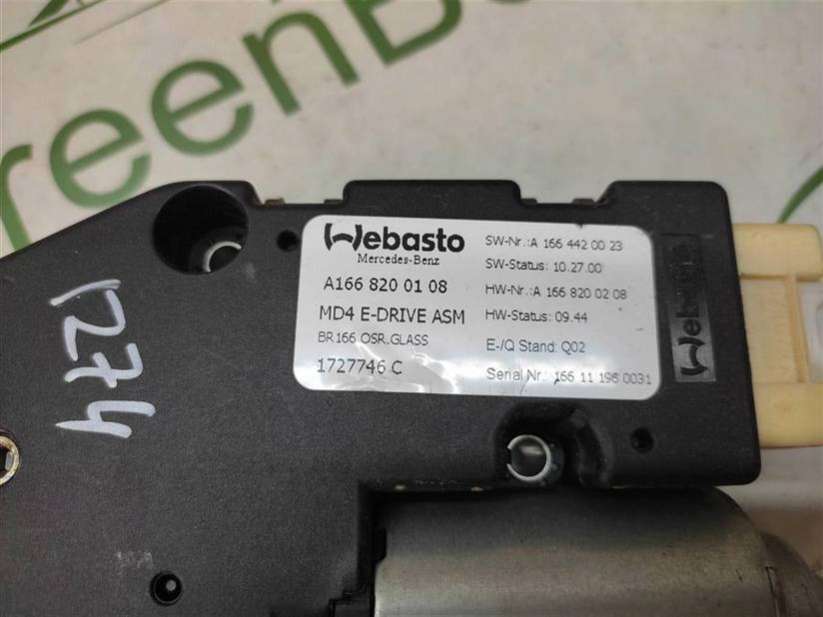 reenB
Webasto
Mercedes-Benz
A166 820 01 08
MD4 E-DRIVE ASM
BR166 OSR.GLASS
1727746 C
SW-Nr.:A 166 442 00 23
SW-Status: 10.27.00
HW-Nr.:A 166 820 02 08
HW-Status: 09.44
E-/Q Stand: Q02
Serial Nr.: 166 11 196 0031
Webasto
1274